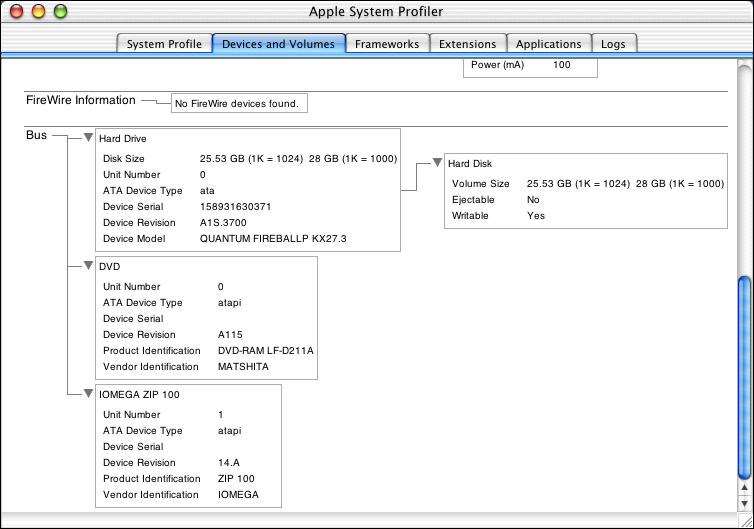 Apple System Profiler
System Profile Devices and Volumes Frameworks Extensions Applications Logs
Power (mA) 100
FireWire Information No FireWire devices found.
Bus
Hard Drive
Disk Size 25.53 GB (1K = 1024) 28 GB (1K = 1000)
Unit Number 0
ATA Device Type ata
Device Serial 158931630371
Device Revision A1S.3700
Device Model QUANTUM FIREBALLP KX27.3
Hard Disk
Volume Size 25.53 GB (1K = 1024) 28 GB (1K = 1000)
Ejectable No
Writable Yes
DVD
Unit Number 0
ATA Device Type atapi
Device Serial
Device Revision A115
Product Identification DVD-RAM LF-D211A
Vendor Identification MATSHITA
IOMEGA ZIP 100
Unit Number 1
ATA Device Type atapi
Device Serial
Device Revision 14.A
Product Identification ZIP 100
Vendor Identification IOMEGA